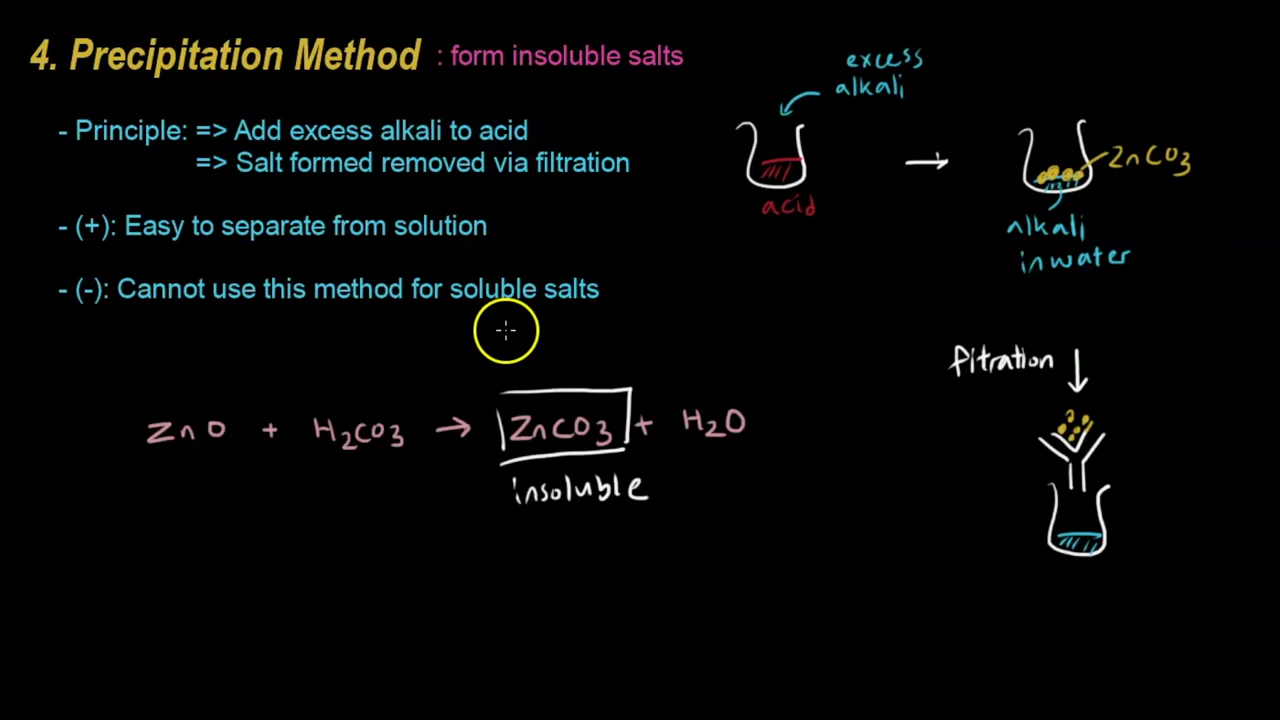 4. Precipitation Method : form insoluble salts
- Principle: => Add excess alkali to acid
=> Salt formed removed via filtration
- (+): Easy to separate from solution
- (-): Cannot use this method for soluble salts
ZnO + H2CO3 → ZnCO3 + H2O
insoluble
excess
alkali
acid
→
ZnCO3
alkali
in water
filtration